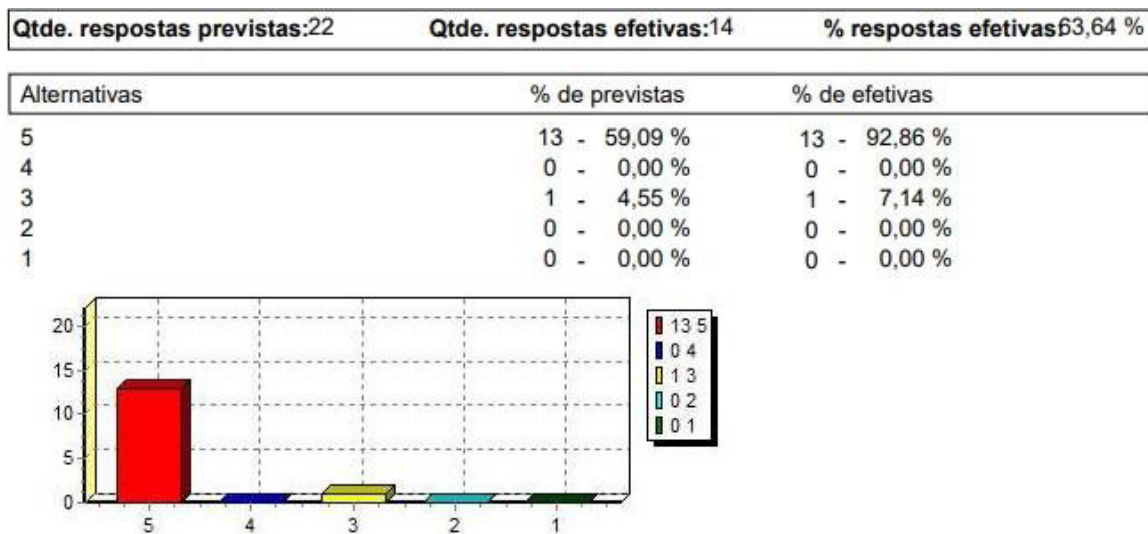 Qtde. respostas previstas:22 Qtde. respostas efetivas:14 % respostas efetivas:63,64 %
Alternativas % de previstas % de efetivas
5 13 - 59,09 % 13 - 92,86 %
4 0 - 0,00 % 0 - 0,00 %
3 1 - 4,55 % 1 - 7,14 %
2 0 - 0,00 % 0 - 0,00 %
1 0 - 0,00 % 0 - 0,00 %
20
15
10
5
0
5 4 3 2 1
13 5
0 4
1 3
0 2
0 1